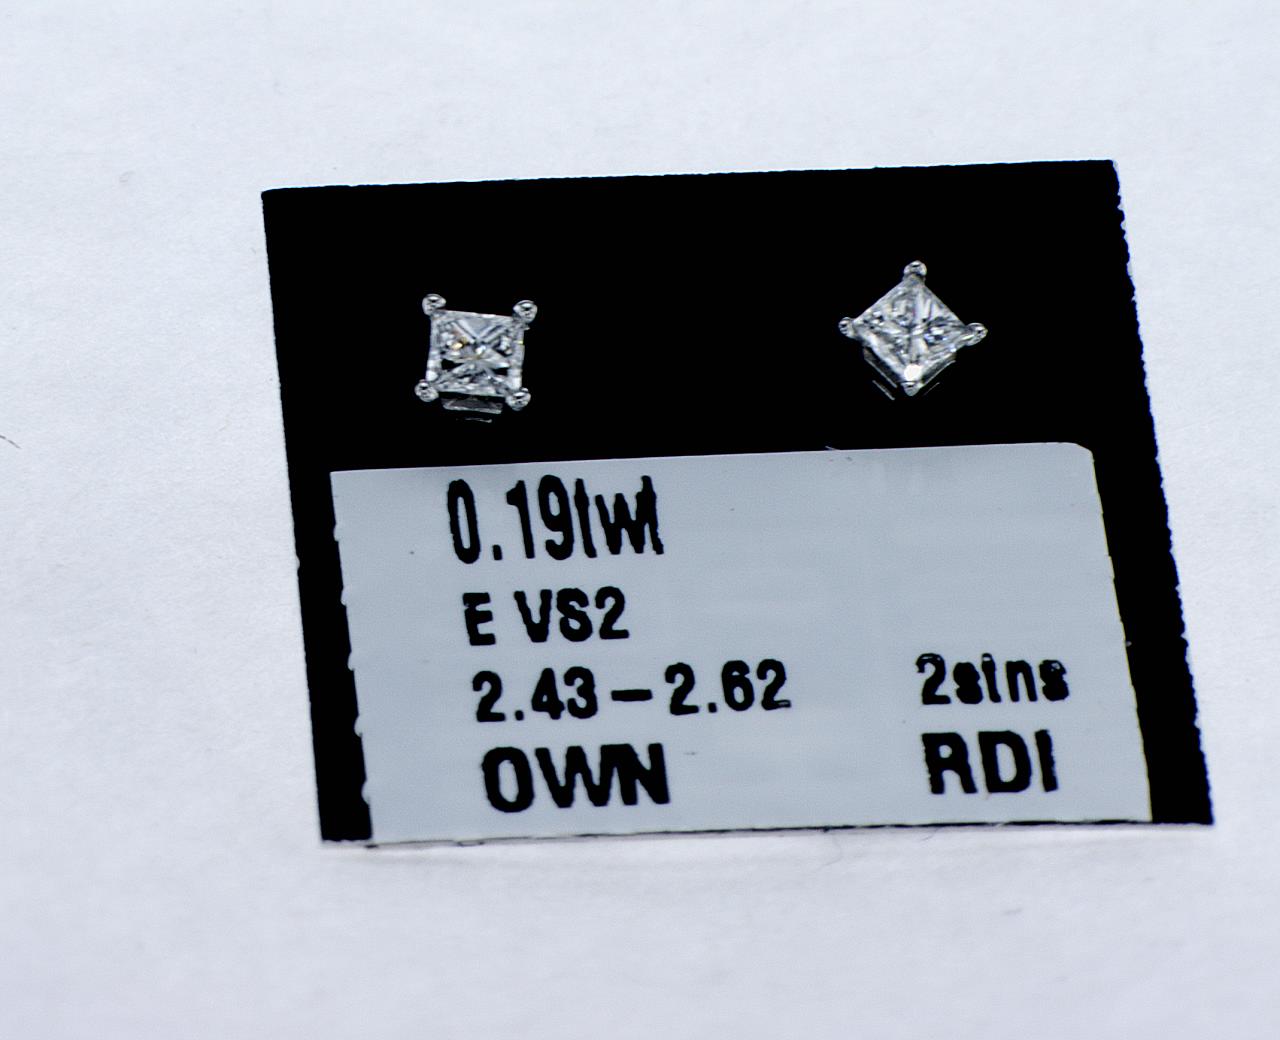 0.19twt
E VS2
2.43-2.62 2stns
OWN RDI